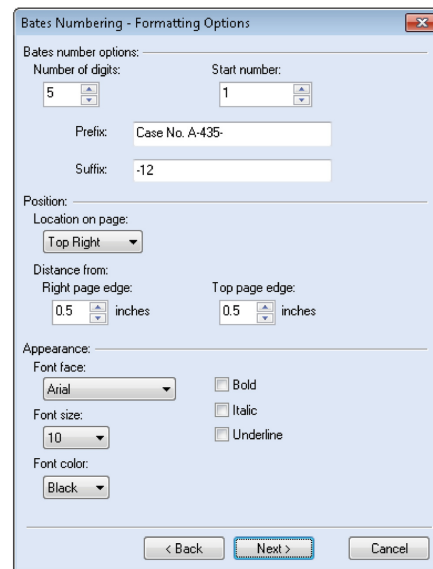 Bates Numbering - Formatting Options
Bates number options:
Number of digits: Start number:
5 1
Prefix: Case No. A-435-
Suffix: -12
Position:
Location on page:
Top Right
Distance from:
Right page edge: Top page edge:
0.5 inches 0.5 inches
Appearance:
Font face:
Arial Bold
Italic
Font size:
10 Underline
Font color:
Black
< Back Next > Cancel